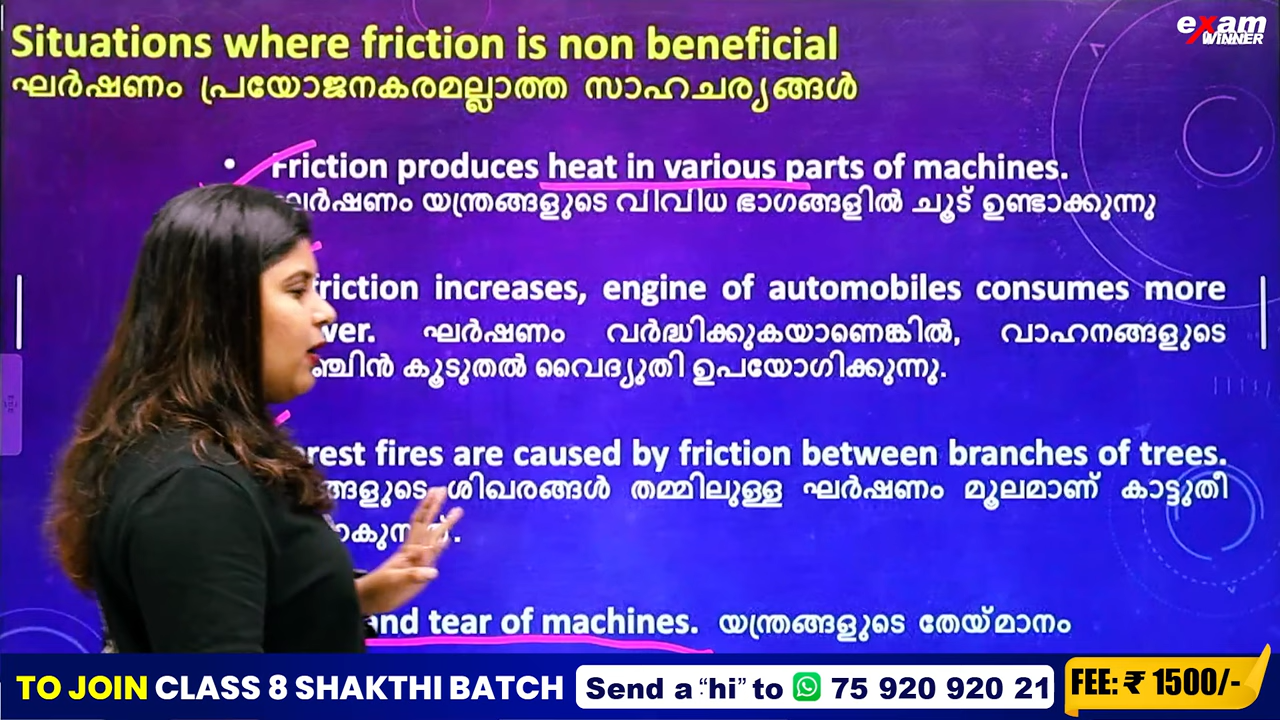 exam
WINNER
Situations where friction is non beneficial
ഘർഷണം പ്രയോജനകരമല്ലാത്ത സാഹചര്യങ്ങൾ
• Friction produces heat in various parts of machines.
ഘർഷണം യന്ത്രങ്ങളുടെ വിവിധ ഭാഗങ്ങളിൽ ചൂട് ഉണ്ടാക്കുന്നു
friction increases, engine of automobiles consumes more
ഘർഷണം വർദ്ധിക്കുകയാണെങ്കിൽ, വാഹനങ്ങളുടെ
കൂടുതൽ വൈദ്യുതി ഉപയോഗിക്കുന്നു.
fires are caused by friction between branches of trees.
ശിഖരങ്ങൾ തമ്മിലുള്ള ഘർഷണം മൂലമാണ് കാട്ടുതീ
and tear of machines. യന്ത്രങ്ങളുടെ തേയ്മാനം
TO JOIN CLASS 8 SHAKTHI BATCH Send a “hi” to 75 920 920 21 FEE: ₹ 1500/-